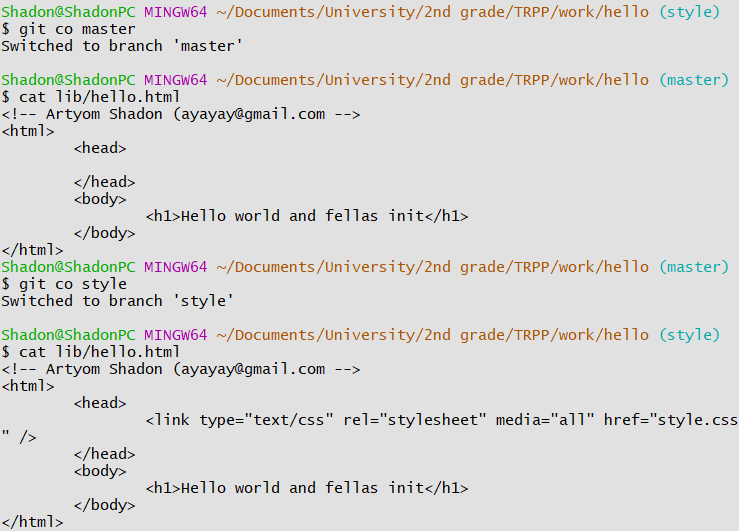 Shadon@ShadonPC MINGW64 ~/Documents/University/2nd grade/TRPP/work/hello (style)
$ git co master
Switched to branch 'master'
Shadon@ShadonPC MINGW64 ~/Documents/University/2nd grade/TRPP/work/hello (master)
$ cat lib/hello.html
<!-- Artyom Shadon (ayayay@gmail.com -->
<html>
<head>
</head>
<body>
<h1>Hello world and fellas init</h1>
</body>
</html>
Shadon@ShadonPC MINGW64 ~/Documents/University/2nd grade/TRPP/work/hello (master)
$ git co style
Switched to branch 'style'
Shadon@ShadonPC MINGW64 ~/Documents/University/2nd grade/TRPP/work/hello (style)
$ cat lib/hello.html
<!-- Artyom Shadon (ayayay@gmail.com -->
<html>
<head>
<link type="text/css" rel="stylesheet" media="all" href="style.css
" />
</head>
<body>
<h1>Hello world and fellas init</h1>
</body>
</html>